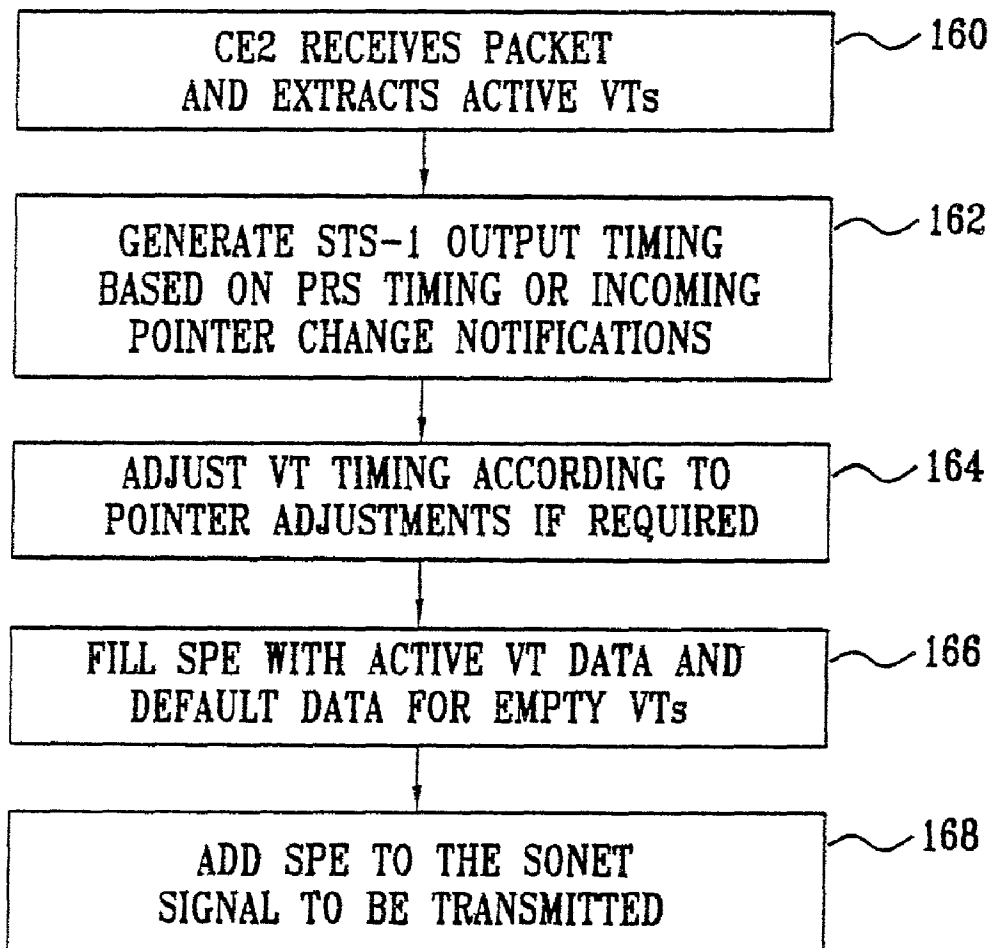 CE2 RECEIVES PACKET
AND EXTRACTS ACTIVE VTs
160
GENERATE STS-1 OUTPUT TIMING
BASED ON PRS TIMING OR INCOMING
POINTER CHANGE NOTIFICATIONS
162
ADJUST VT TIMING ACCORDING TO
POINTER ADJUSTMENTS IF REQUIRED
164
FILL SPE WITH ACTIVE VT DATA AND
DEFAULT DATA FOR EMPTY VTs
166
ADD SPE TO THE SONET
SIGNAL TO BE TRANSMITTED
168